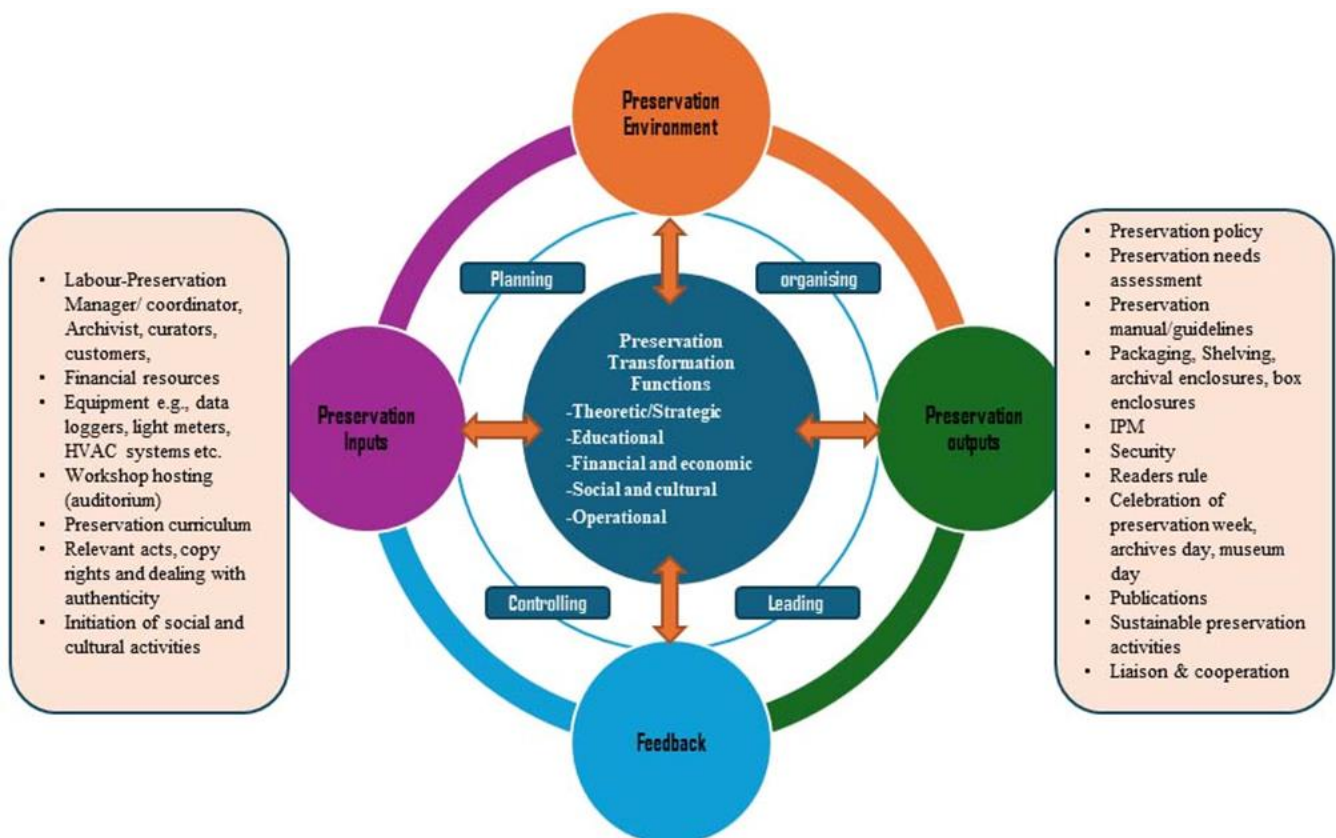 Preservation
Environment
Planning
organising
• Labour-Preservation
Manager/ coordinator,
Archivist, curators,
customers,
• Financial resources
• Equipment e.g., data
loggers, light meters,
HVAC systems etc.
• Workshop hosting
(auditorium)
• Preservation curriculum
• Relevant acts, copy
rights and dealing with
authenticity
• Initiation of social and
cultural activities
Preservation
Inputs
Preservation
Transformation
Functions
-Theoretic/Strategic
-Educational
-Financial and economic
-Social and cultural
-Operational
Preservation
outputs
• Preservation policy
• Preservation needs
assessment
• Preservation
manual/guidelines
• Packaging, Shelving,
archival enclosures, box
enclosures
• IPM
• Security
• Readers rule
• Celebration of
preservation week,
archives day, museum
day
• Publications
• Sustainable preservation
activities
• Liaison & cooperation
Controlling
Leading
Feedback